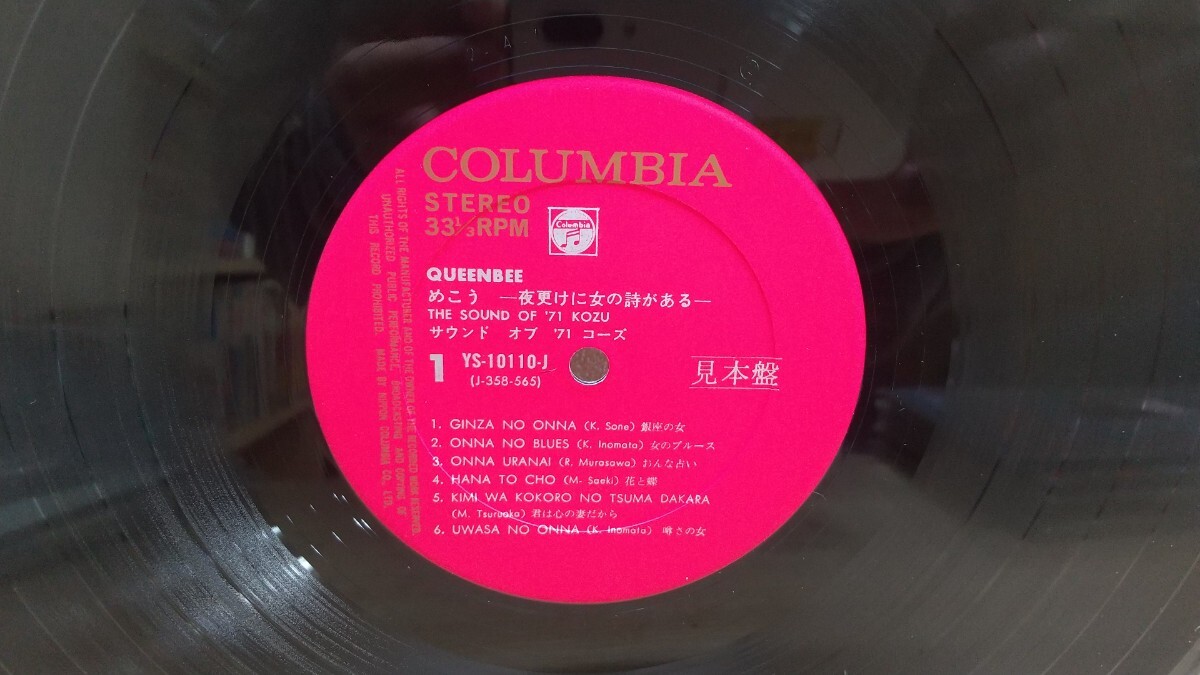 COLUMBIA
STEREO
33 1/3 RPM
Columbia
QUEENBEE
めこう —夜更けに女の詩がある—
THE SOUND OF '71 KOZU
サウンド オブ '71 コーズ
1 YS-10110-J
(J-358-565)
見本盤
1. GINZA NO ONNA (K. Sone) 銀座の女
2. ONNA NO BLUES (K. Inomata) 女のブルース
3. ONNA URANAI (R. Murasawa) おんな占い
4. HANA TO CHO (M- Saeki) 花と蝶
5. KIMI WA KOKORO NO TSUMA DAKARA
(M. Tsuruoka) 君は心の妻だから
6. UWASA NO ONNA (K. Inomata) 噂さの女
ALL RIGHTS OF THE MANUFACTURER AND OF THE OWNER OF THE RECORDED WORK RESERVED.
UNAUTHORIZED PUBLIC PERFORMANCE, BROADCASTING AND COPYING OF
THIS RECORD PROHIBITED. MADE BY NIPPON COLUMBIA CO., LTD.